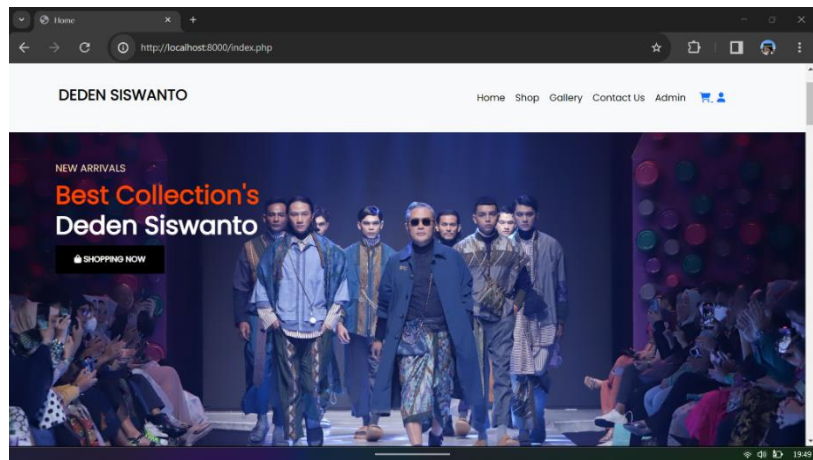 Home
http://localhost:8000/index.php
DEDEN SISWANTO
Home Shop Gallery Contact Us Admin
NEW ARRIVALS
Best Collection's
Deden Siswanto
SHOPPING NOW
19:49